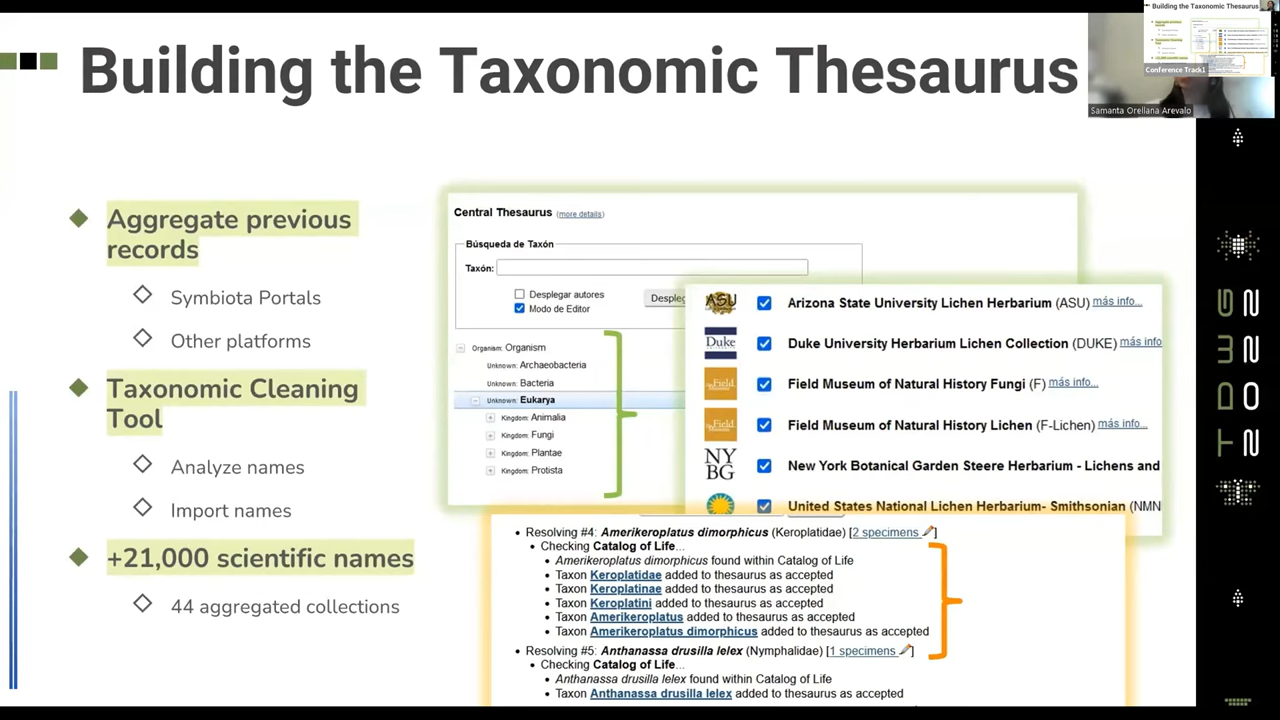 Building the Taxonomic Thesaurus
Building the Taxonomic Thesaurus
Conference Track1
Samanta Orellana Arevalo
Aggregate previous
records
Symbiota Portals
Other platforms
Taxonomic Cleaning
Tool
Analyze names
Import names
+21,000 scientific names
44 aggregated collections
Central Thesaurus (more details)
Búsqueda de Taxón
Taxón:
Desplegar autores
Modo de Editor
Despleg
Organism: Organism
Unknown: Archaeobacteria
Unknown: Bacteria
Unknown: Eukarya
Kingdom: Animalia
Kingdom: Fungi
Kingdom: Plantae
Kingdom: Protista
ASU Arizona State University Lichen Herbarium (ASU) más info...
Duke Duke University Herbarium Lichen Collection (DUKE) más info
Field Field Museum of Natural History Fungi (F) más info...
Field Field Museum of Natural History Lichen (F-Lichen) más info...
NY
BG
New York Botanical Garden Steere Herbarium - Lichens and
United States National Lichen Herbarium- Smithsonian (NMN
Resolving #4: Amerikeroplatus dimorphicus (Keroplatidae) [2 specimens ]
Checking Catalog of Life...
Amerikeroplatus dimorphicus found within Catalog of Life
Taxon Keroplatidae added to thesaurus as accepted
Taxon Keroplatinae added to thesaurus as accepted
Taxon Keroplatini added to thesaurus as accepted
Taxon Amerikeroplatus added to thesaurus as accepted
Taxon Amerikeroplatus dimorphicus added to thesaurus as accepted
Resolving #5: Anthanassa drusilla lelex (Nymphalidae) [1 specimens ]
Checking Catalog of Life...
Anthanassa drusilla lelex found within Catalog of Life
Taxon Anthanassa drusilla lelex added to thesaurus as accepted